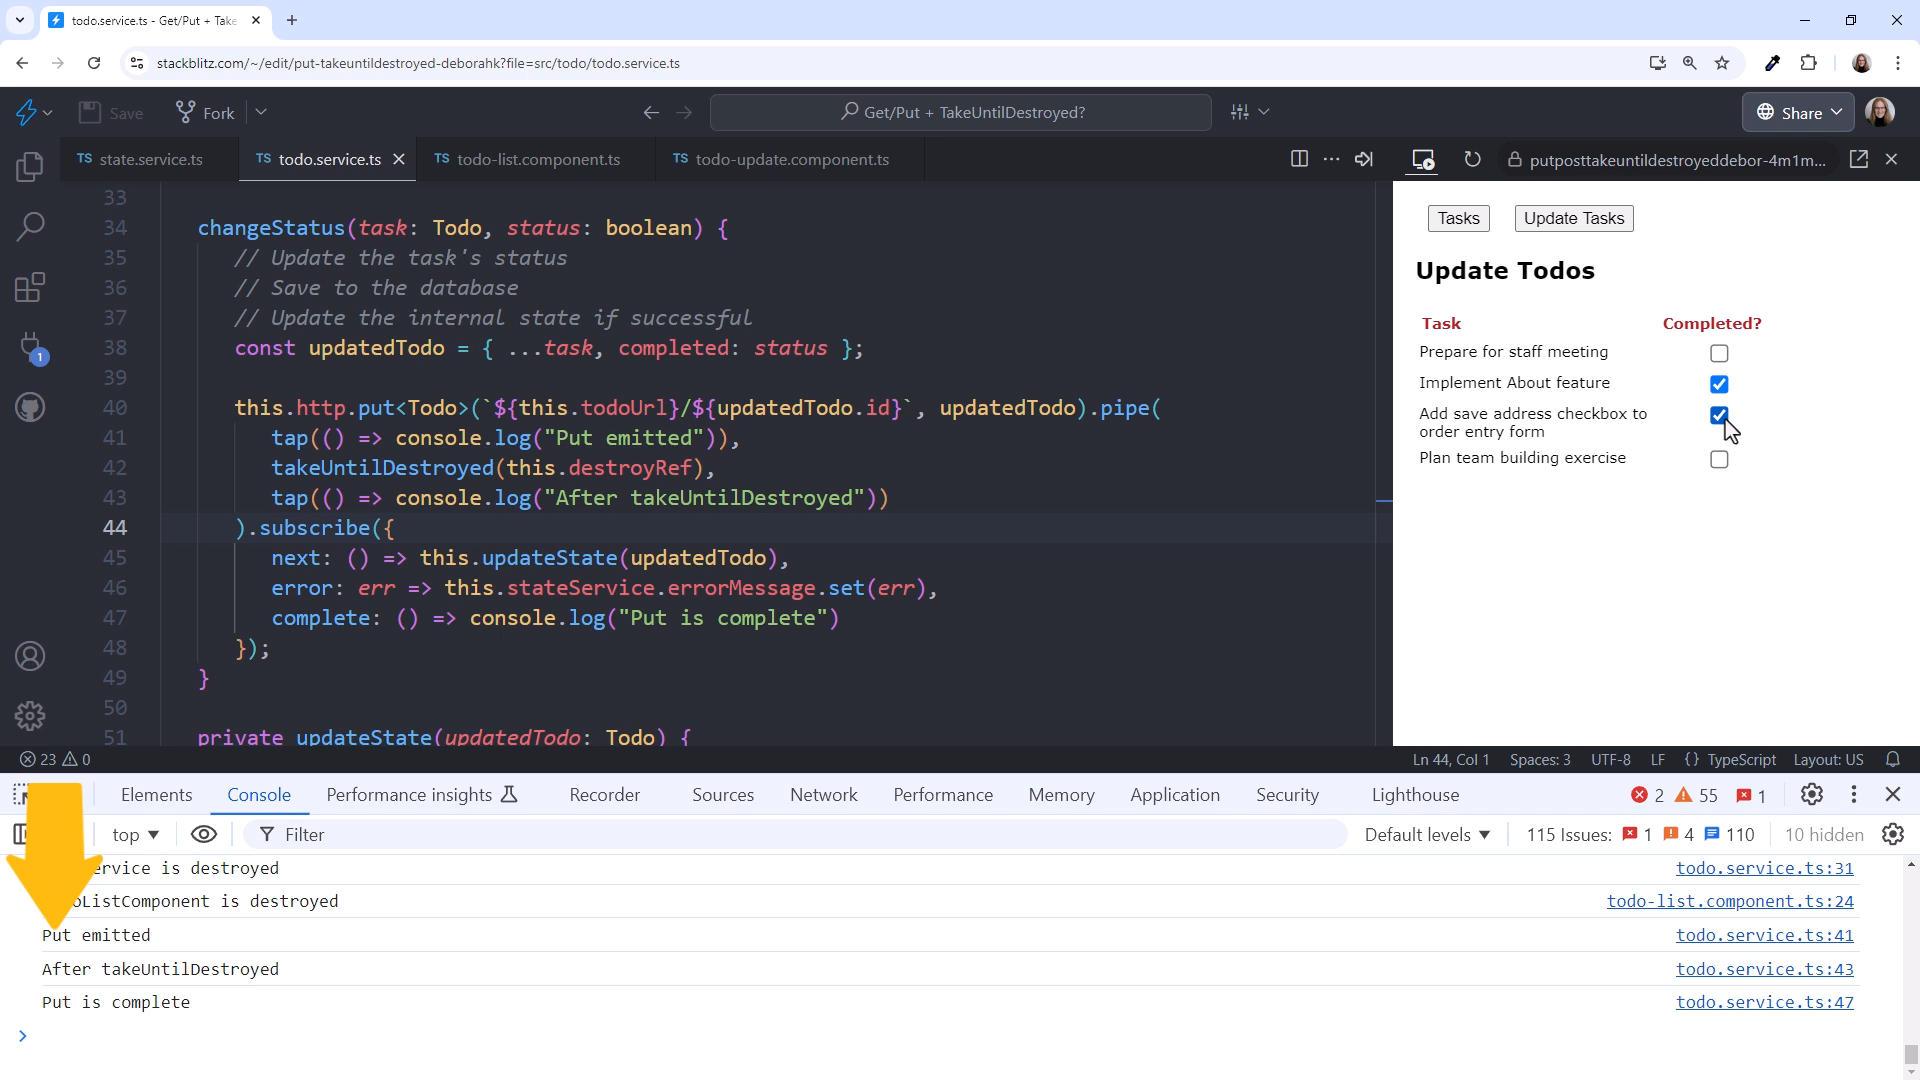 todo.service.ts - Get/Put + Take
stackblitz.com/~/edit/put-takeuntildestroyed-deborahk?file=src/todo/todo.service.ts
Save
Fork
Get/Put + TakeUntilDestroyed?
Share
TS state.service.ts
TS todo.service.ts
TS todo-list.component.ts
TS todo-update.component.ts
putposttakeuntildestroyeddebor-4m1m...
33
34 changeStatus(task: Todo, status: boolean) {
35 // Update the task's status
36 // Save to the database
37 // Update the internal state if successful
38 const updatedTodo = { ...task, completed: status };
39
40 this.http.put<Todo>(`${this.todoUrl}/${updatedTodo.id}`, updatedTodo).pipe(
41 tap(() => console.log("Put emitted")),
42 takeUntilDestroyed(this.destroyRef),
43 tap(() => console.log("After takeUntilDestroyed"))
44 ).subscribe({
45 next: () => this.updateState(updatedTodo),
46 error: err => this.stateService.errorMessage.set(err),
47 complete: () => console.log("Put is complete")
48 });
49 }
50
51 private updateState(updatedTodo: Todo) {
1
Tasks
Update Tasks
Update Todos
Task Completed?
Prepare for staff meeting
Implement About feature
Add save address checkbox to
order entry form
Plan team building exercise
23 0
Ln 44, Col 1 Spaces: 3 UTF-8 LF {} TypeScript Layout: US
Elements Console Performance insights Recorder Sources Network Performance Memory Application Security Lighthouse 2 55 1
top Filter Default levels 115 Issues: 1 4 110 10 hidden
ervice is destroyed todo.service.ts:31
oListComponent is destroyed todo-list.component.ts:24
Put emitted todo.service.ts:41
After takeUntilDestroyed todo.service.ts:43
Put is complete todo.service.ts:47